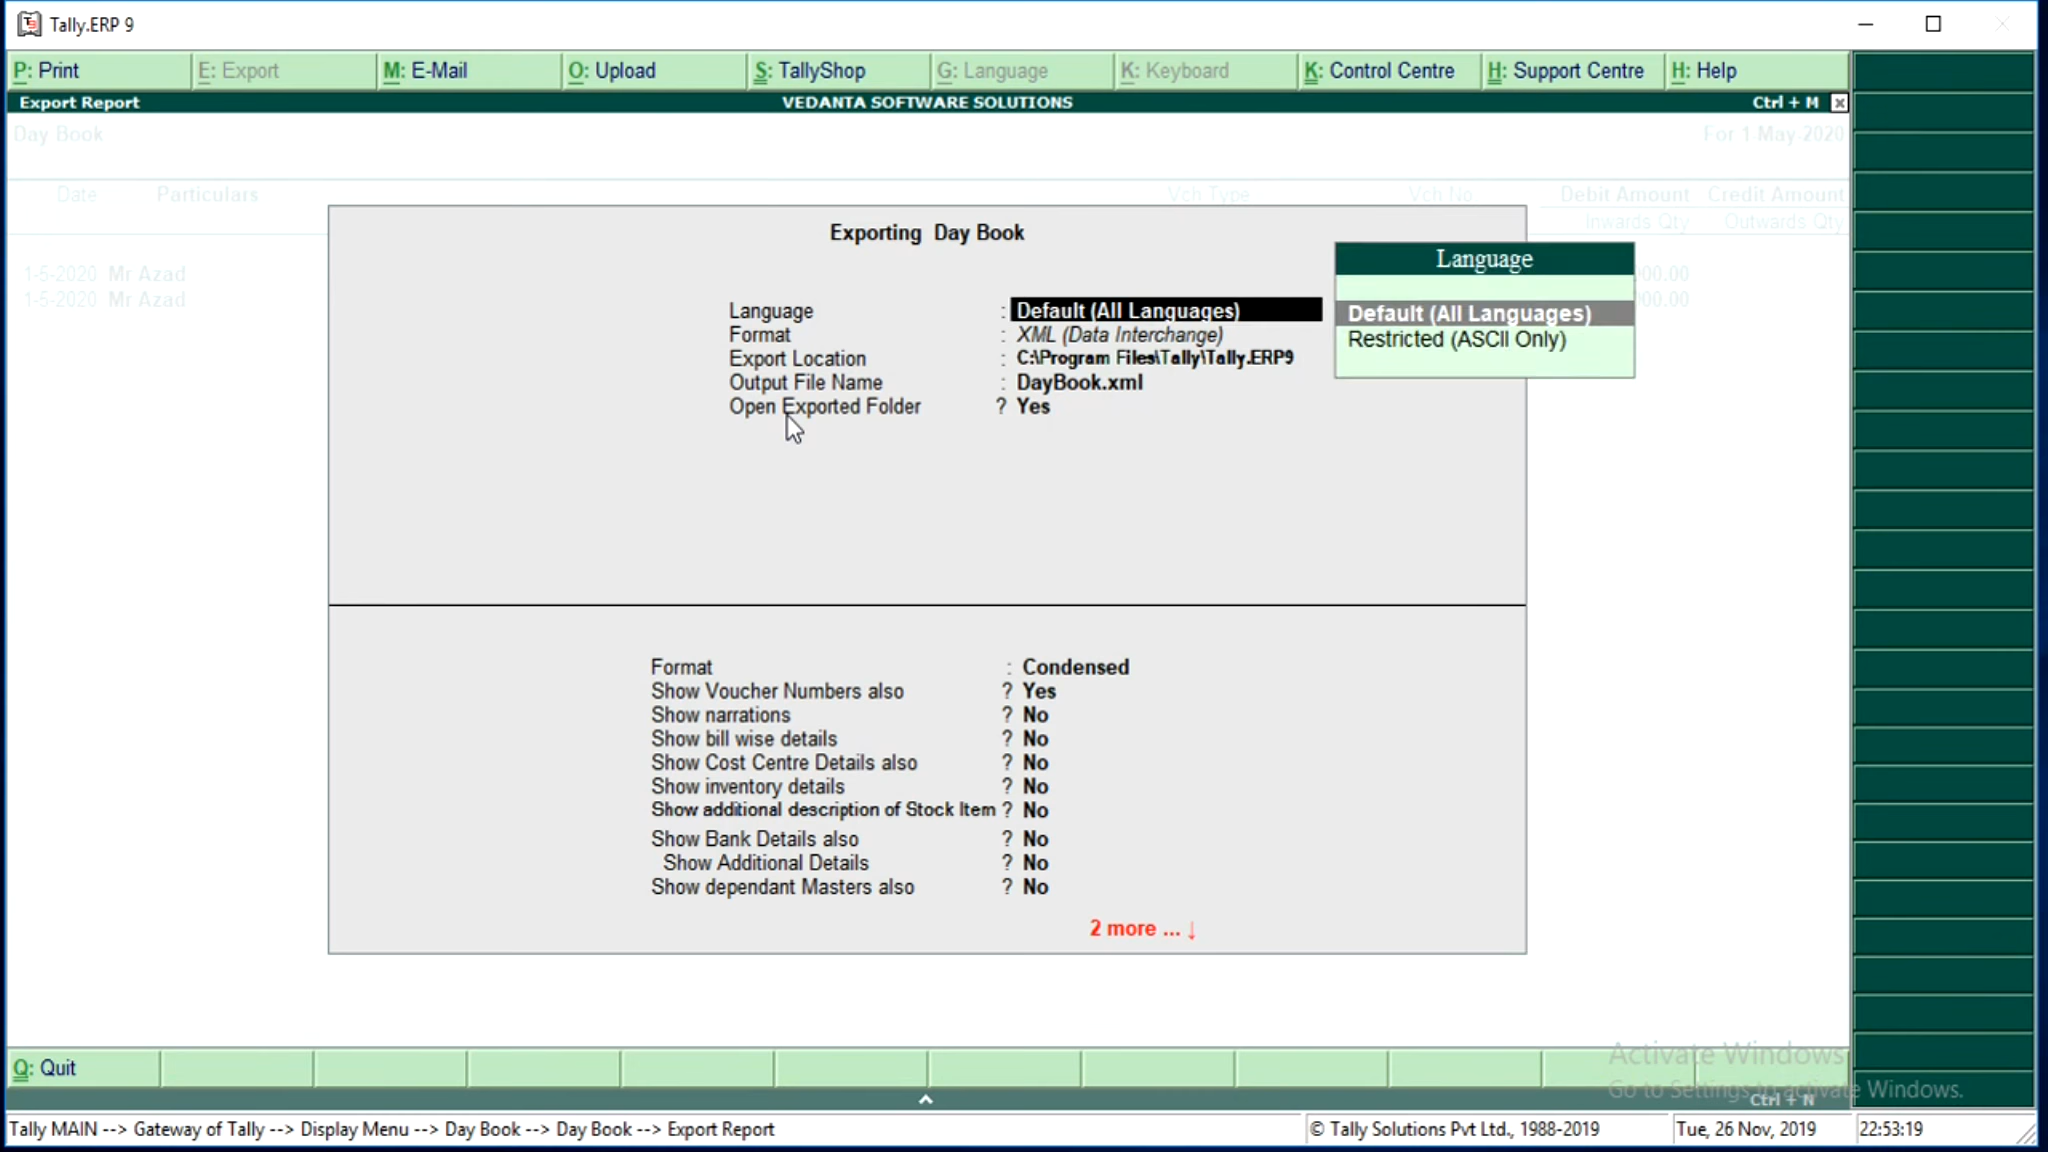 Tally.ERP 9
P: Print E: Export M: E-Mail O: Upload S: TallyShop G: Language K: Keyboard K: Control Centre H: Support Centre H: Help
Export Report VEDANTA SOFTWARE SOLUTIONS Ctrl + M
Day Book For 1 May 2020
Date Particulars Vch Type Vch No Debit Amount Credit Amount
Inwards Qty Outwards Qty
Exporting Day Book
Language
1-5-2020 Mr Azad 00.00
1-5-2020 Mr Azad 00.00
Language : Default (All Languages)
Default (All Languages)
Format : XML (Data Interchange)
Restricted (ASCII Only)
Export Location : C:\Program Files\Tally\Tally.ERP9
Output File Name : DayBook.xml
Open Exported Folder ? Yes
Format : Condensed
Show Voucher Numbers also ? Yes
Show narrations ? No
Show bill wise details ? No
Show Cost Centre Details also ? No
Show inventory details ? No
Show additional description of Stock Item ? No
Show Bank Details also ? No
Show Additional Details ? No
Show dependant Masters also ? No
2 more ... ↓
Activate Windows
Q: Quit
Go to Settings to activate Windows.
Ctrl + N
Tally MAIN --> Gateway of Tally --> Display Menu --> Day Book --> Day Book --> Export Report © Tally Solutions Pvt Ltd., 1988-2019 Tue, 26 Nov, 2019 22:53:19